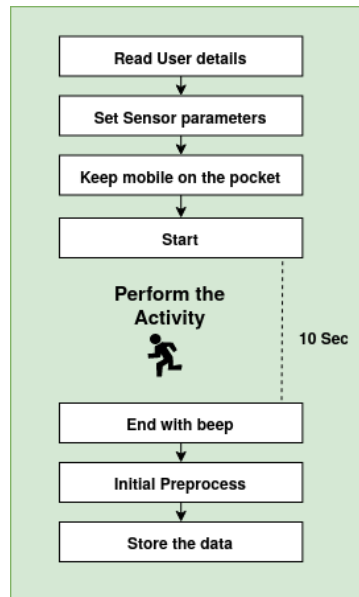 Read User details
Set Sensor parameters
Keep mobile on the pocket
Start
Perform the
Activity
10 Sec
End with beep
Initial Preprocess
Store the data